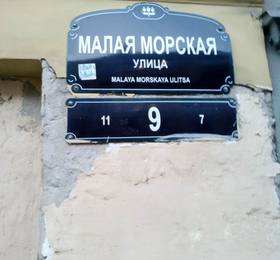 МАЛАЯ МОРСКАЯ
УЛИЦА
MALAYA MORSKAYA ULITSA
11 9 7